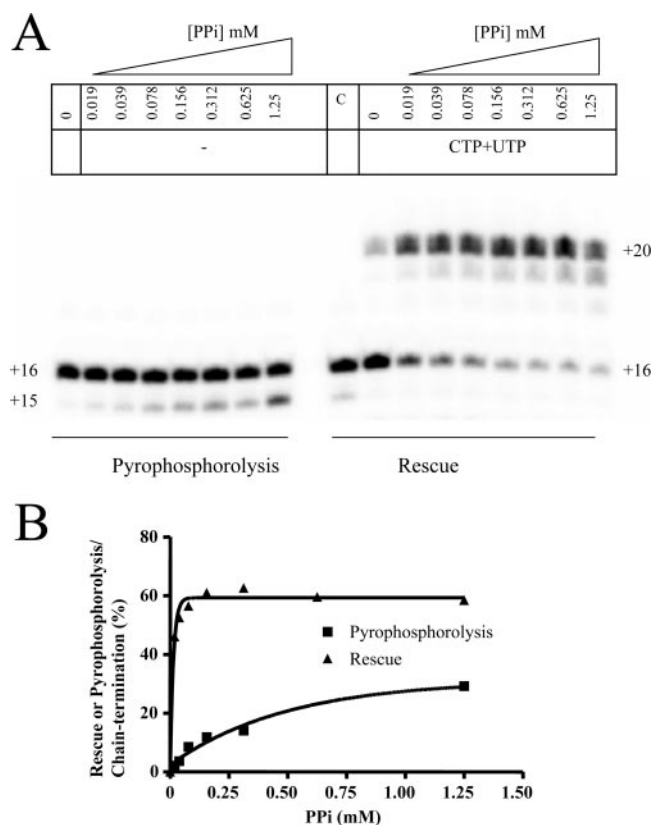 A
[PPi] mM
[PPi] mM
0 0.019 0.039 0.078 0.156 0.312 0.625 1.25 C 0 0.019 0.039 0.078 0.156 0.312 0.625 1.25
- CTP+UTP
+20
+16 +16
+15
Pyrophosphorolysis Rescue
B
Rescue or Pyrophosphorolysis/
Chain-termination (%)
80
60
40
20
0
Pyrophosphorolysis
Rescue
0 0.25 0.50 0.75 1.00 1.25 1.50
PPi (mM)